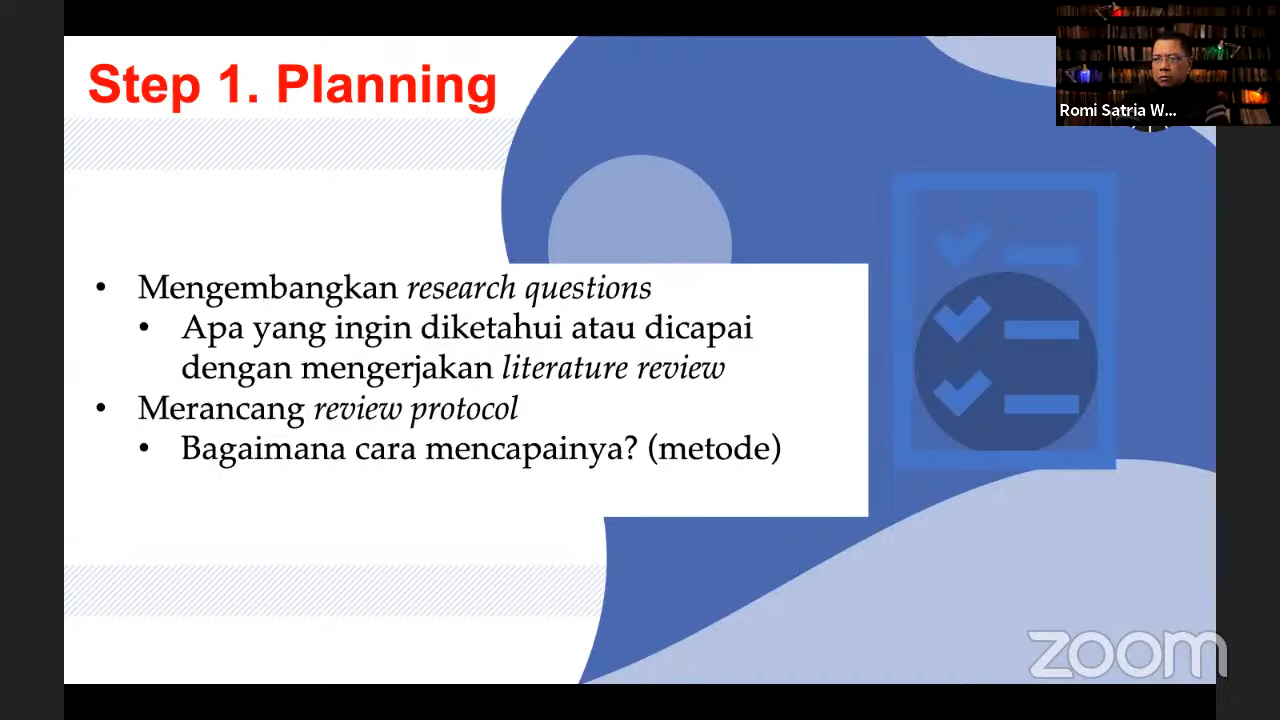 Step 1. Planning
Romi Satria W...
• Mengembangkan research questions
• Apa yang ingin diketahui atau dicapai
dengan mengerjakan literature review
• Merancang review protocol
• Bagaimana cara mencapainya? (metode)
zoom